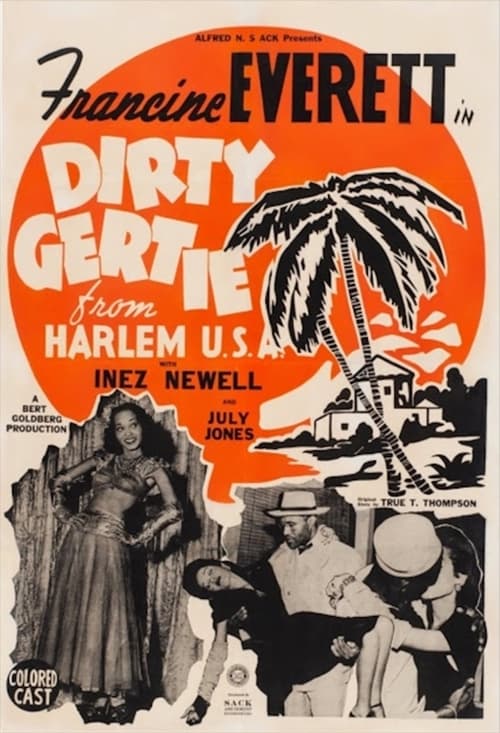 ALFRED N. SACK Presents
Francine EVERETT in
DIRTY
GERTIE
from
HARLEM U.S.A.
WITH
INEZ NEWELL
AND
JULY
JONES
A
BERT
GOLDBERG
PRODUCTION
Original
Story by TRUE T. THOMPSON
COLORED
CAST
SACK